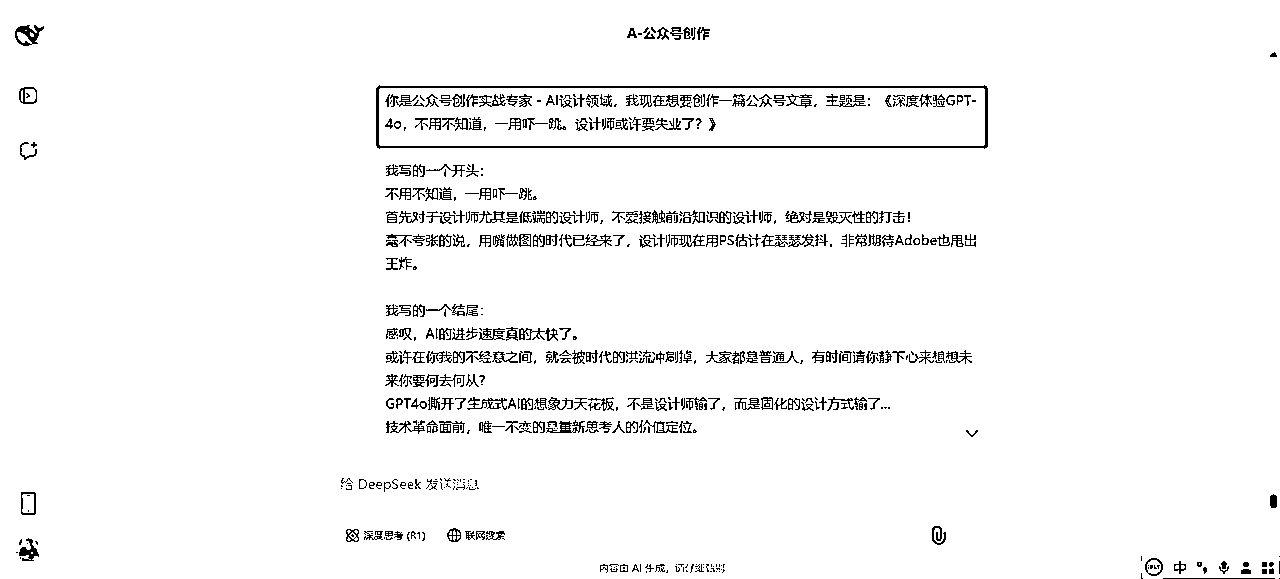 A-公众号创作
你是公众号创作实战专家 - AI设计领域，我现在想要创作一篇公众号文章，主题是：《深度体验GPT-
4o，不用不知道，一用吓一跳。设计师或许要失业了？》
我写的一个开头：
不用不知道，一用吓一跳。
首先对于设计师尤其是低端的设计师，不爱接触前沿知识的设计师，绝对是毁灭性的打击！
毫不夸张的说，用嘴做图的时代已经来了，设计师现在用PS估计在瑟瑟发抖，非常期待Adobe也甩出
王炸。
我写的一个结尾：
感叹，AI的进步速度真的太快了。
或许在你我的不经意之间，就会被时代的洪流冲刷掉，大家都是普通人，有时间请你静下心来想想未
来你要何去何从？
GPT4o撕开了生成式AI的想象力天花板，不是设计师输了，而是固化的设计方式输了...
技术革命面前，唯一不变的是重新思考人的价值定位。
给 DeepSeek 发送消息
深度思考 (R1) 联网搜索
内容由 AI 生成，请仔细甄别
中